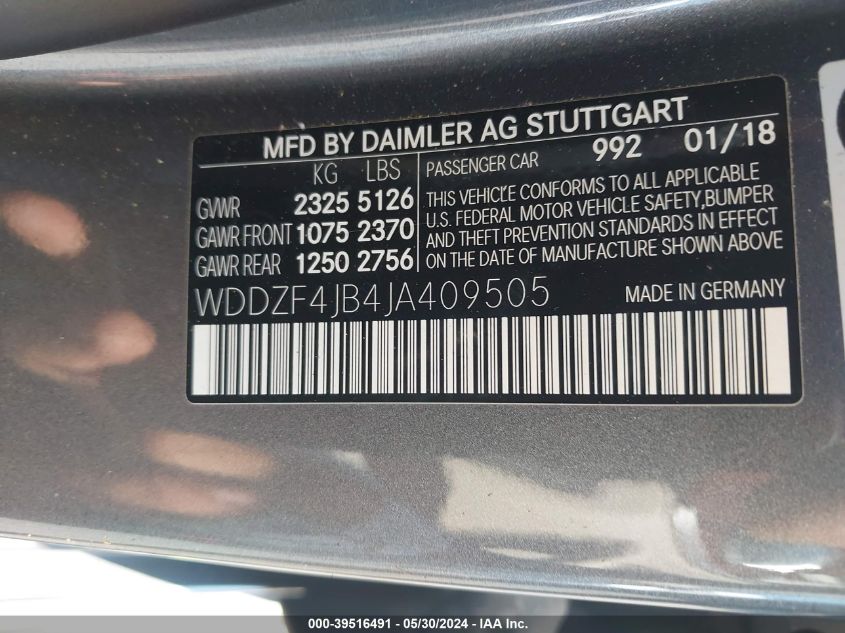 MFD BY DAIMLER AG STUTTGART
KG LBS
GVWR 2325 5126
GAWR FRONT 1075 2370
GAWR REAR 1250 2756
PASSENGER CAR 992 01/18
THIS VEHICLE CONFORMS TO ALL APPLICABLE
U.S. FEDERAL MOTOR VEHICLE SAFETY,BUMPER
AND THEFT PREVENTION STANDARDS IN EFFECT
ON THE DATE OF MANUFACTURE SHOWN ABOVE
WDDZF4JB4JA409505 MADE IN GERMANY
000-39516491 - 05/30/2024 - IAA Inc.